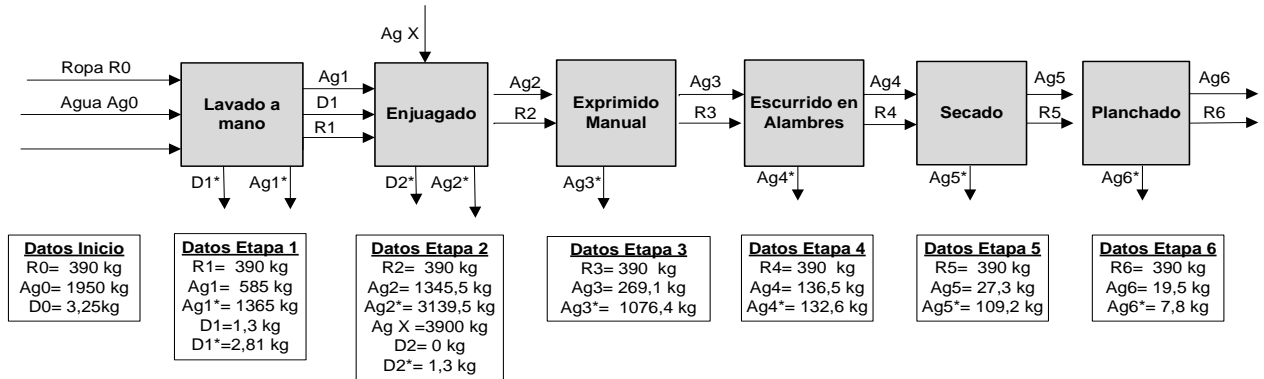 Ag X
Ropa R0
Agua Ag0
Lavado a
mano
Ag1
D1
R1
Enjuagado
Ag2
R2
Exprimido
Manual
Ag3
R3
Escurrido en
Alambres
Ag4
R4
Secado
Ag5
R5
Planchado
Ag6
R6
D1*
Ag1*
D2*
Ag2*
Ag3*
Ag4*
Ag5*
Ag6*
Datos Inicio
R0= 390 kg
Ag0= 1950 kg
D0= 3,25kg
Datos Etapa 1
R1= 390 kg
Ag1= 585 kg
Ag1*= 1365 kg
D1=1,3 kg
D1*=2,81 kg
Datos Etapa 2
R2= 390 kg
Ag2= 1345,5 kg
Ag2*= 3139,5 kg
Ag X =3900 kg
D2= 0 kg
D2*= 1,3 kg
Datos Etapa 3
R3= 390 kg
Ag3= 269,1 kg
Ag3*= 1076,4 kg
Datos Etapa 4
R4= 390 kg
Ag4= 136,5 kg
Ag4*= 132,6 kg
Datos Etapa 5
R5= 390 kg
Ag5= 27,3 kg
Ag5*= 109,2 kg
Datos Etapa 6
R6= 390 kg
Ag6= 19,5 kg
Ag6*= 7,8 kg